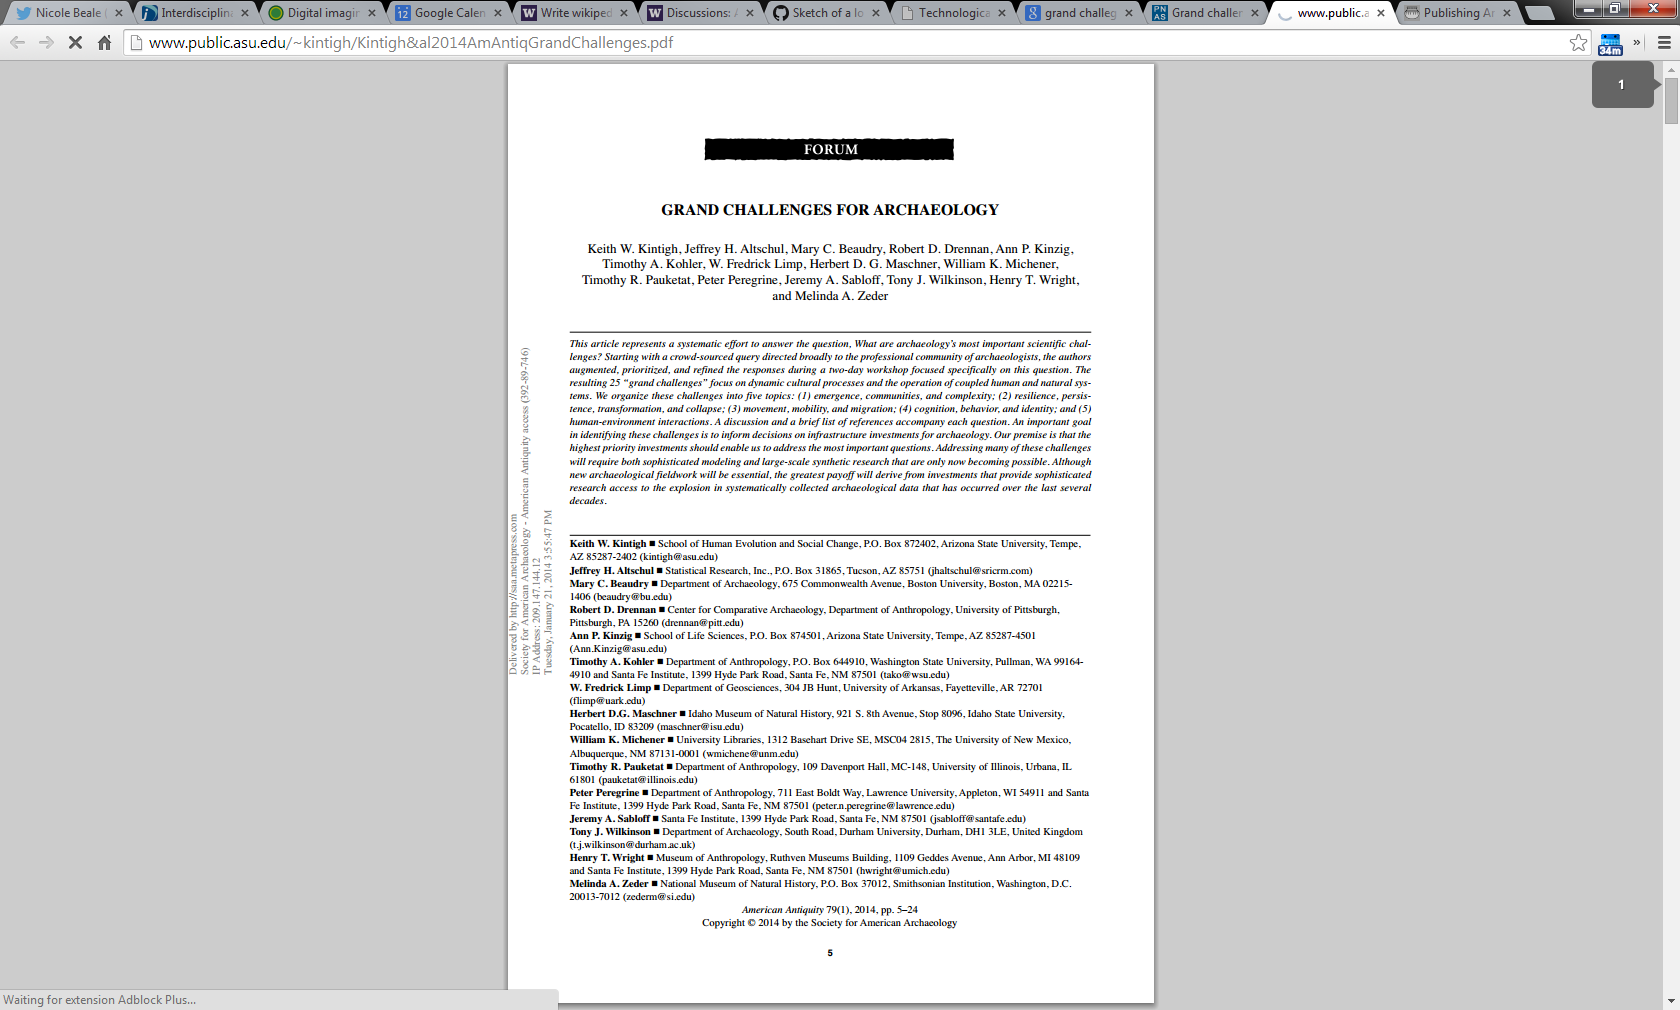 Nicole Beale
Interdisciplin
Digital imagin
Google Calen
Write wikiped
Discussions:
Sketch of a lo
Technologica
grand challeg
Grand challer
www.public.a
Publishing Ar
www.public.asu.edu/~kintigh/Kintigh&al2014AmAntiqGrandChallenges.pdf
34m
1
FORUM
GRAND CHALLENGES FOR ARCHAEOLOGY
Keith W. Kintigh, Jeffrey H. Altschul, Mary C. Beaudry, Robert D. Drennan, Ann P. Kinzig,
Timothy A. Kohler, W. Fredrick Limp, Herbert D. G. Maschner, William K. Michener,
Timothy R. Pauketat, Peter Peregrine, Jeremy A. Sabloff, Tony J. Wilkinson, Henry T. Wright,
and Melinda A. Zeder
This article represents a systematic effort to answer the question, What are archaeology's most important scientific chal-
lenges? Starting with a crowd-sourced query directed broadly to the professional community of archaeologists, the authors
augmented, prioritized, and refined the responses during a two-day workshop focused specifically on this question. The
resulting 25 “grand challenges” focus on dynamic cultural processes and the operation of coupled human and natural sys-
tems. We organize these challenges into five topics: (1) emergence, communities, and complexity; (2) resilience, persis-
tence, transformation, and collapse; (3) movement, mobility, and migration; (4) cognition, behavior, and identity; and (5)
human-environment interactions. A discussion and a brief list of references accompany each question. An important goal
in identifying these challenges is to inform decisions on infrastructure investments for archaeology. Our premise is that the
highest priority investments should enable us to address the most important questions. Addressing many of these challenges
will require both sophisticated modeling and large-scale synthetic research that are only now becoming possible. Although
new archaeological fieldwork will be essential, the greatest payoff will derive from investments that provide sophisticated
research access to the explosion in systematically collected archaeological data that has occurred over the last several
decades.
Delivered by http://saa.metapress.com
Society for American Archaeology - American Antiquity access (392-89-746)
IP Address: 209.147.144.12
Tuesday, January 21, 2014 3:55:47 PM
Keith W. Kintigh ■ School of Human Evolution and Social Change, P.O. Box 872402, Arizona State University, Tempe,
AZ 85287-2402 (kintigh@asu.edu)
Jeffrey H. Altschul ■ Statistical Research, Inc., P.O. Box 31865, Tucson, AZ 85751 (jhaltschul@sricrm.com)
Mary C. Beaudry ■ Department of Archaeology, 675 Commonwealth Avenue, Boston University, Boston, MA 02215-
1406 (beaudry@bu.edu)
Robert D. Drennan ■ Center for Comparative Archaeology, Department of Anthropology, University of Pittsburgh,
Pittsburgh, PA 15260 (drennan@pitt.edu)
Ann P. Kinzig ■ School of Life Sciences, P.O. Box 874501, Arizona State University, Tempe, AZ 85287-4501
(Ann.Kinzig@asu.edu)
Timothy A. Kohler ■ Department of Anthropology, P.O. Box 644910, Washington State University, Pullman, WA 99164-
4910 and Santa Fe Institute, 1399 Hyde Park Road, Santa Fe, NM 87501 (tako@wsu.edu)
W. Fredrick Limp ■ Department of Geosciences, 304 JB Hunt, University of Arkansas, Fayetteville, AR 72701
(flimp@uark.edu)
Herbert D.G. Maschner ■ Idaho Museum of Natural History, 921 S. 8th Avenue, Stop 8096, Idaho State University,
Pocatello, ID 83209 (maschner@isu.edu)
William K. Michener ■ University Libraries, 1312 Basehart Drive SE, MSC04 2815, The University of New Mexico,
Albuquerque, NM 87131-0001 (wmichene@unm.edu)
Timothy R. Pauketat ■ Department of Anthropology, 109 Davenport Hall, MC-148, University of Illinois, Urbana, IL
61801 (pauketat@illinois.edu)
Peter Peregrine ■ Department of Anthropology, 711 East Boldt Way, Lawrence University, Appleton, WI 54911 and Santa
Fe Institute, 1399 Hyde Park Road, Santa Fe, NM 87501 (peter.n.peregrine@lawrence.edu)
Jeremy A. Sabloff ■ Santa Fe Institute, 1399 Hyde Park Road, Santa Fe, NM 87501 (jsabloff@santafe.edu)
Tony J. Wilkinson ■ Department of Archaeology, South Road, Durham University, Durham, DH1 3LE, United Kingdom
(t.j.wilkinson@durham.ac.uk)
Henry T. Wright ■ Museum of Anthropology, Ruthven Museums Building, 1109 Geddes Avenue, Ann Arbor, MI 48109
and Santa Fe Institute, 1399 Hyde Park Road, Santa Fe, NM 87501 (hwright@umich.edu)
Melinda A. Zeder ■ National Museum of Natural History, P.O. Box 37012, Smithsonian Institution, Washington, D.C.
20013-7012 (zederm@si.edu)
American Antiquity 79(1), 2014, pp. 5–24
Copyright © 2014 by the Society for American Archaeology
5
Waiting for extension Adblock Plus...